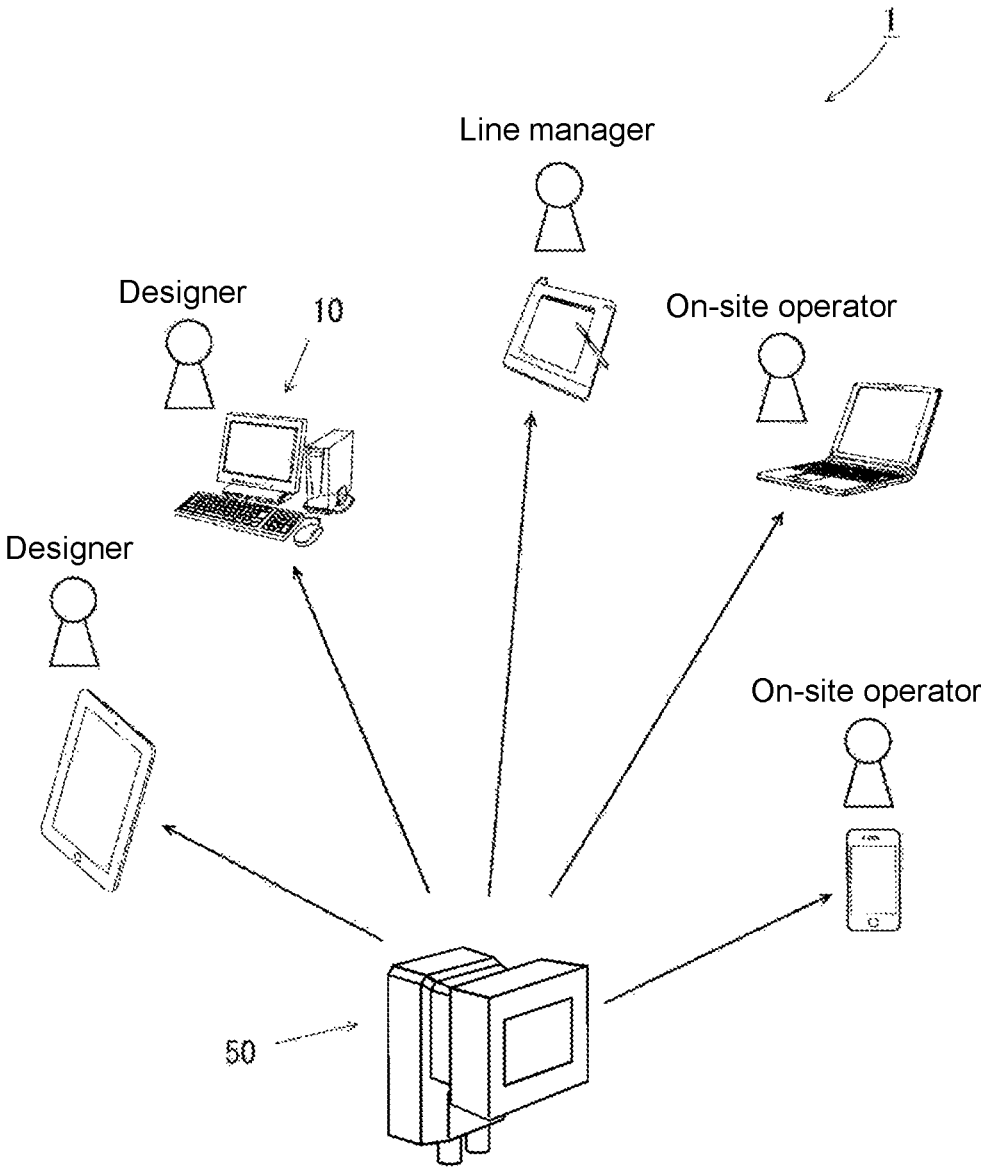 1
Line manager
Designer
10
On-site operator
Designer
On-site operator
50